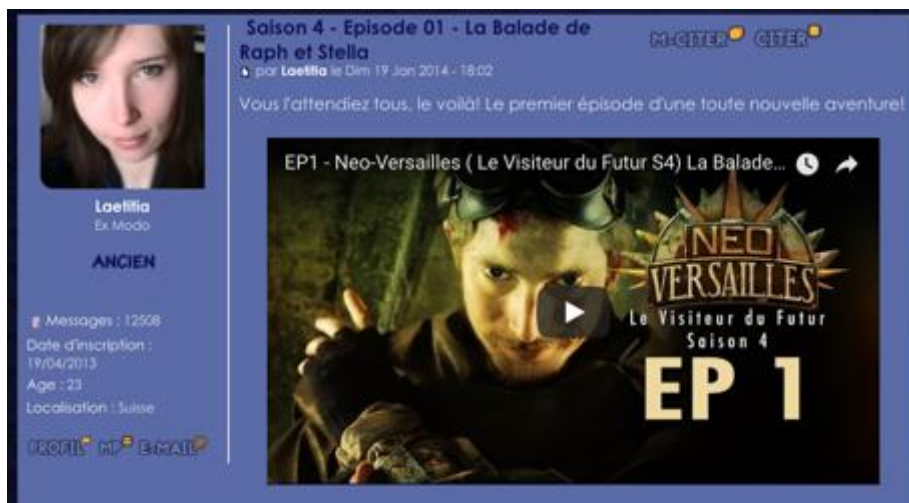 Saison 4 - Episode 01 - La Balade de
Raph et Stella
par Laetitia le Dim 19 Jan 2014 - 18:02
M-CITER CITER
Vous l'attendiez tous, le voilà! Le premier épisode d'une toute nouvelle aventure!
Laetitia
Ex Modo
ANCIEN
Messages : 12508
Date d'inscription :
19/04/2013
Age : 23
Localisation : Suisse
PROFIL MP E-MAIL
EP1 - Neo-Versailles ( Le Visiteur du Futur S4) La Balade...
NEO
VERSAILLES
Le Visiteur du Futur
Saison 4
EP 1